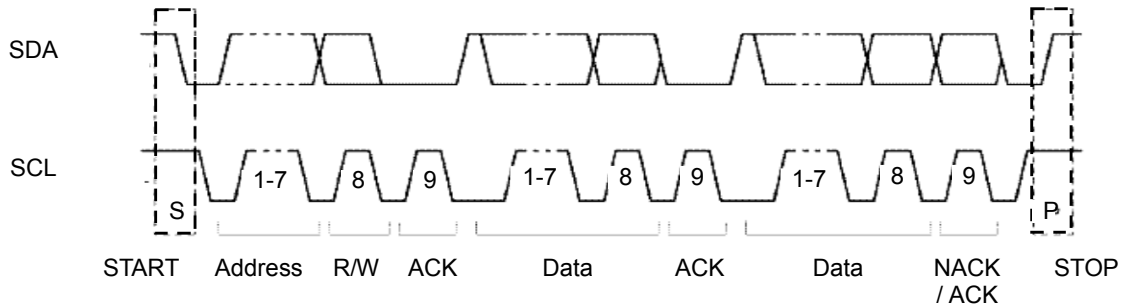 SDA
SCL
1-7 8 9 1-7 8 9 1-7 8 9
S P
START Address R/W ACK Data ACK Data NACK / ACK STOP